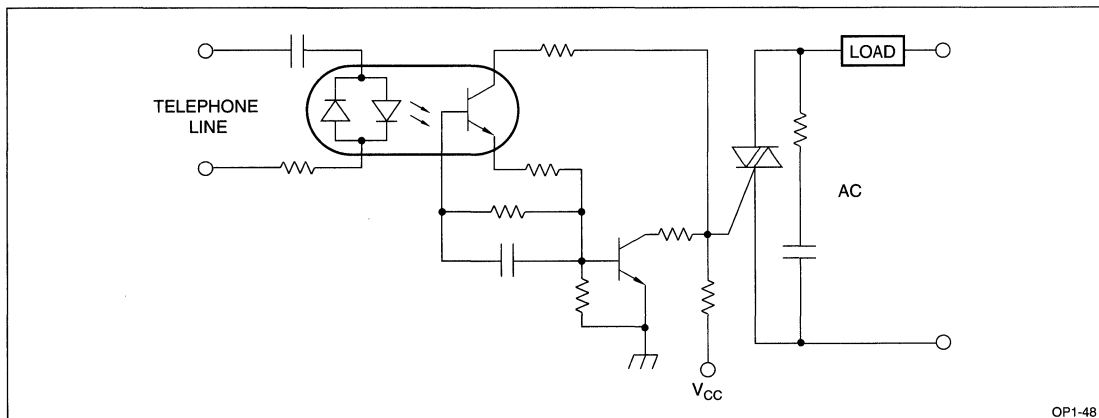 TELEPHONE
LINE
LOAD
AC
VCC
OP1-48